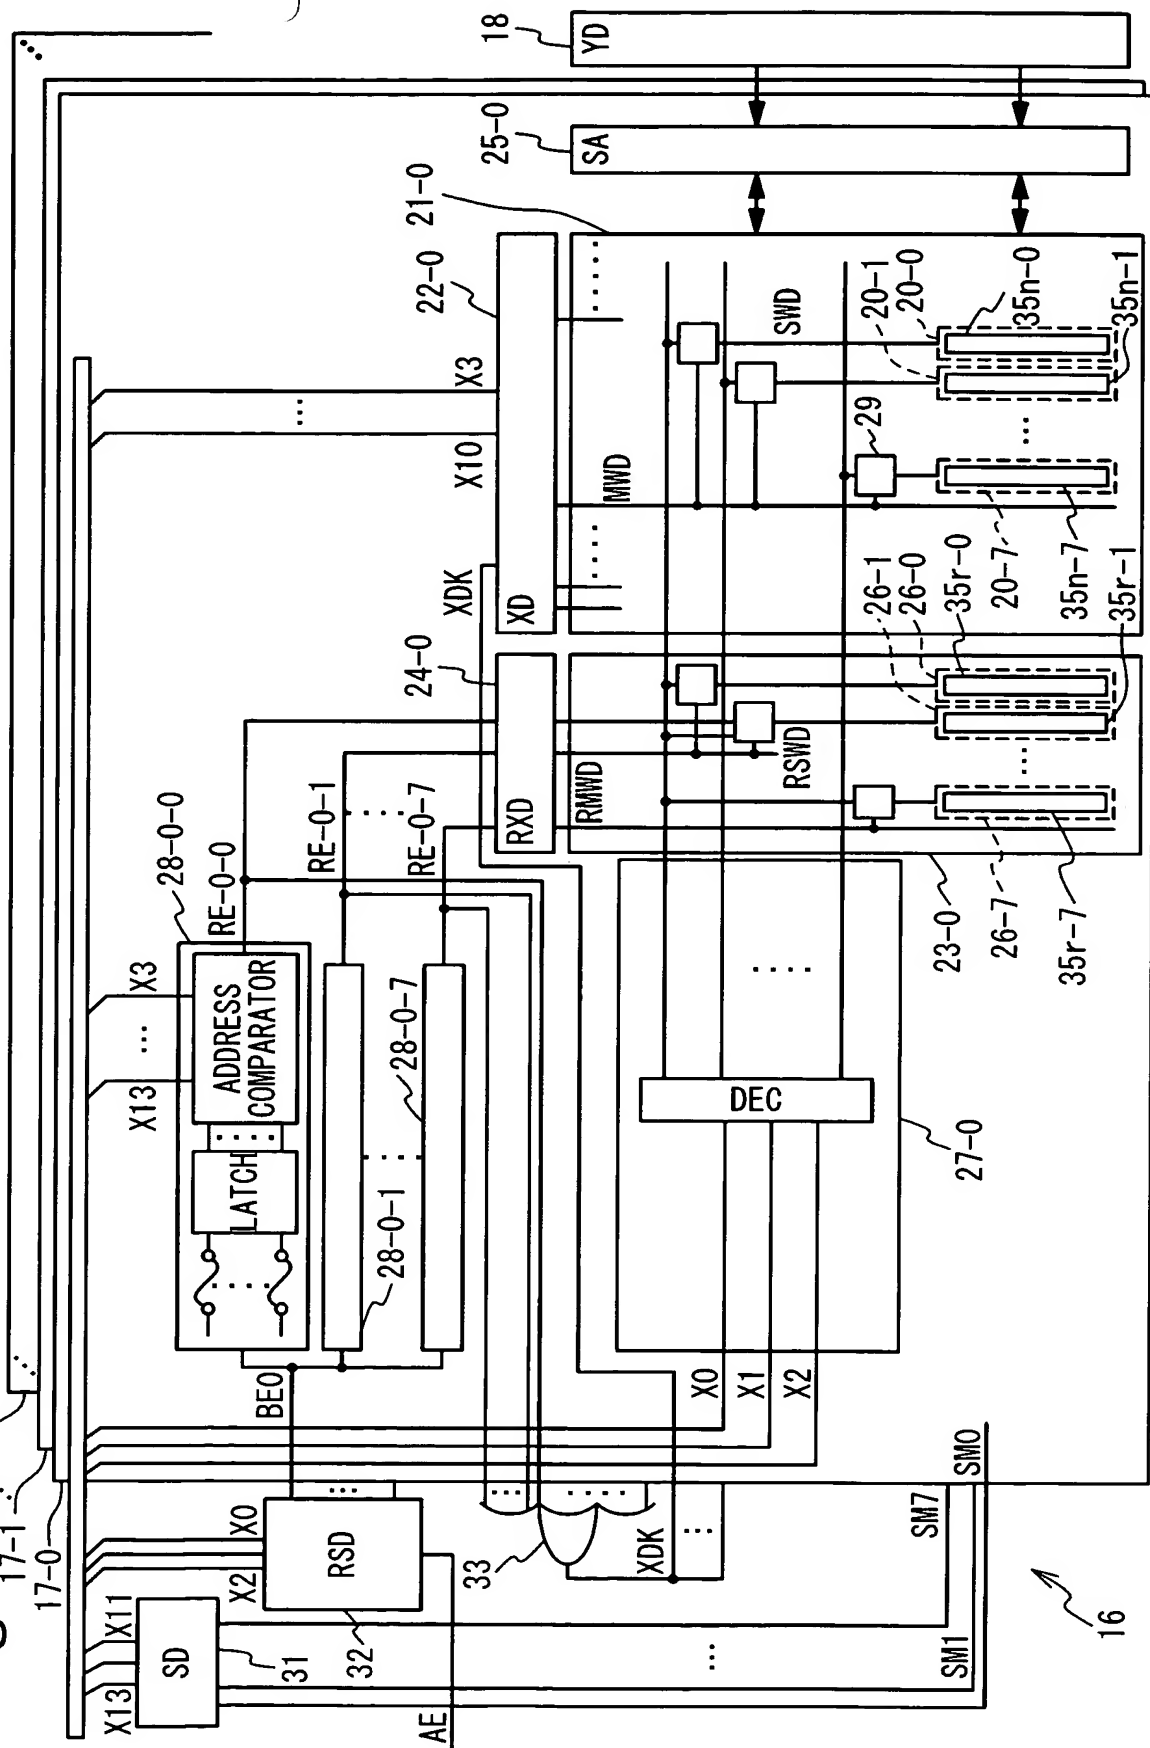 18
YD
25-0
SA
21-0
22-0
X3
...
X10
MWD
SWD
20-1
20-0
35n-0
35n-1
29
20-7
35n-7
XDK
XD
24-0
RXD
RMWD
RSWD
26-1
26-0
35r-0
35r-1
26-7
35r-7
23-0
28-0-0
RE-0-0
RE-0-1
RE-0-7
X3
...
X13
ADDRESS
COMPARATOR
LATCH
28-0-7
28-0-1
DEC
27-0
BE0
X0
X1
X2
17-1
17-0
X0
X2
RSD
32
33
XDK
SM7
SM0
SM1
X11
X13
SD
31
AE
16